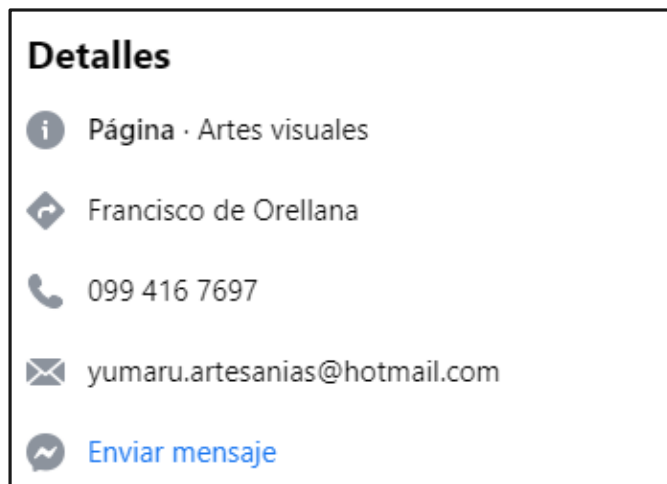 Detalles
Página · Artes visuales
Francisco de Orellana
099 416 7697
yumaru.artesanias@hotmail.com
Enviar mensaje